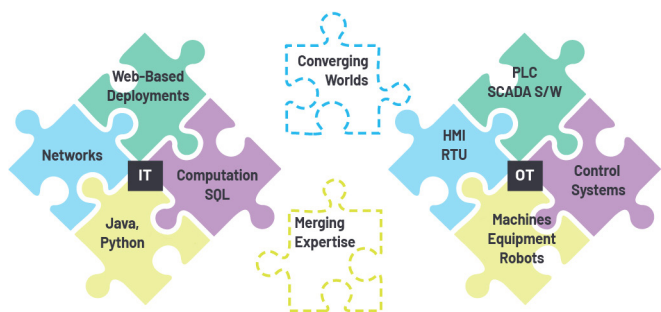 Web-Based
Deployments
Networks
IT
Computation
SQL
Java,
Python
Converging
Worlds
Merging
Expertise
PLC
SCADA S/W
HMI
RTU
OT
Control
Systems
Machines
Equipment
Robots